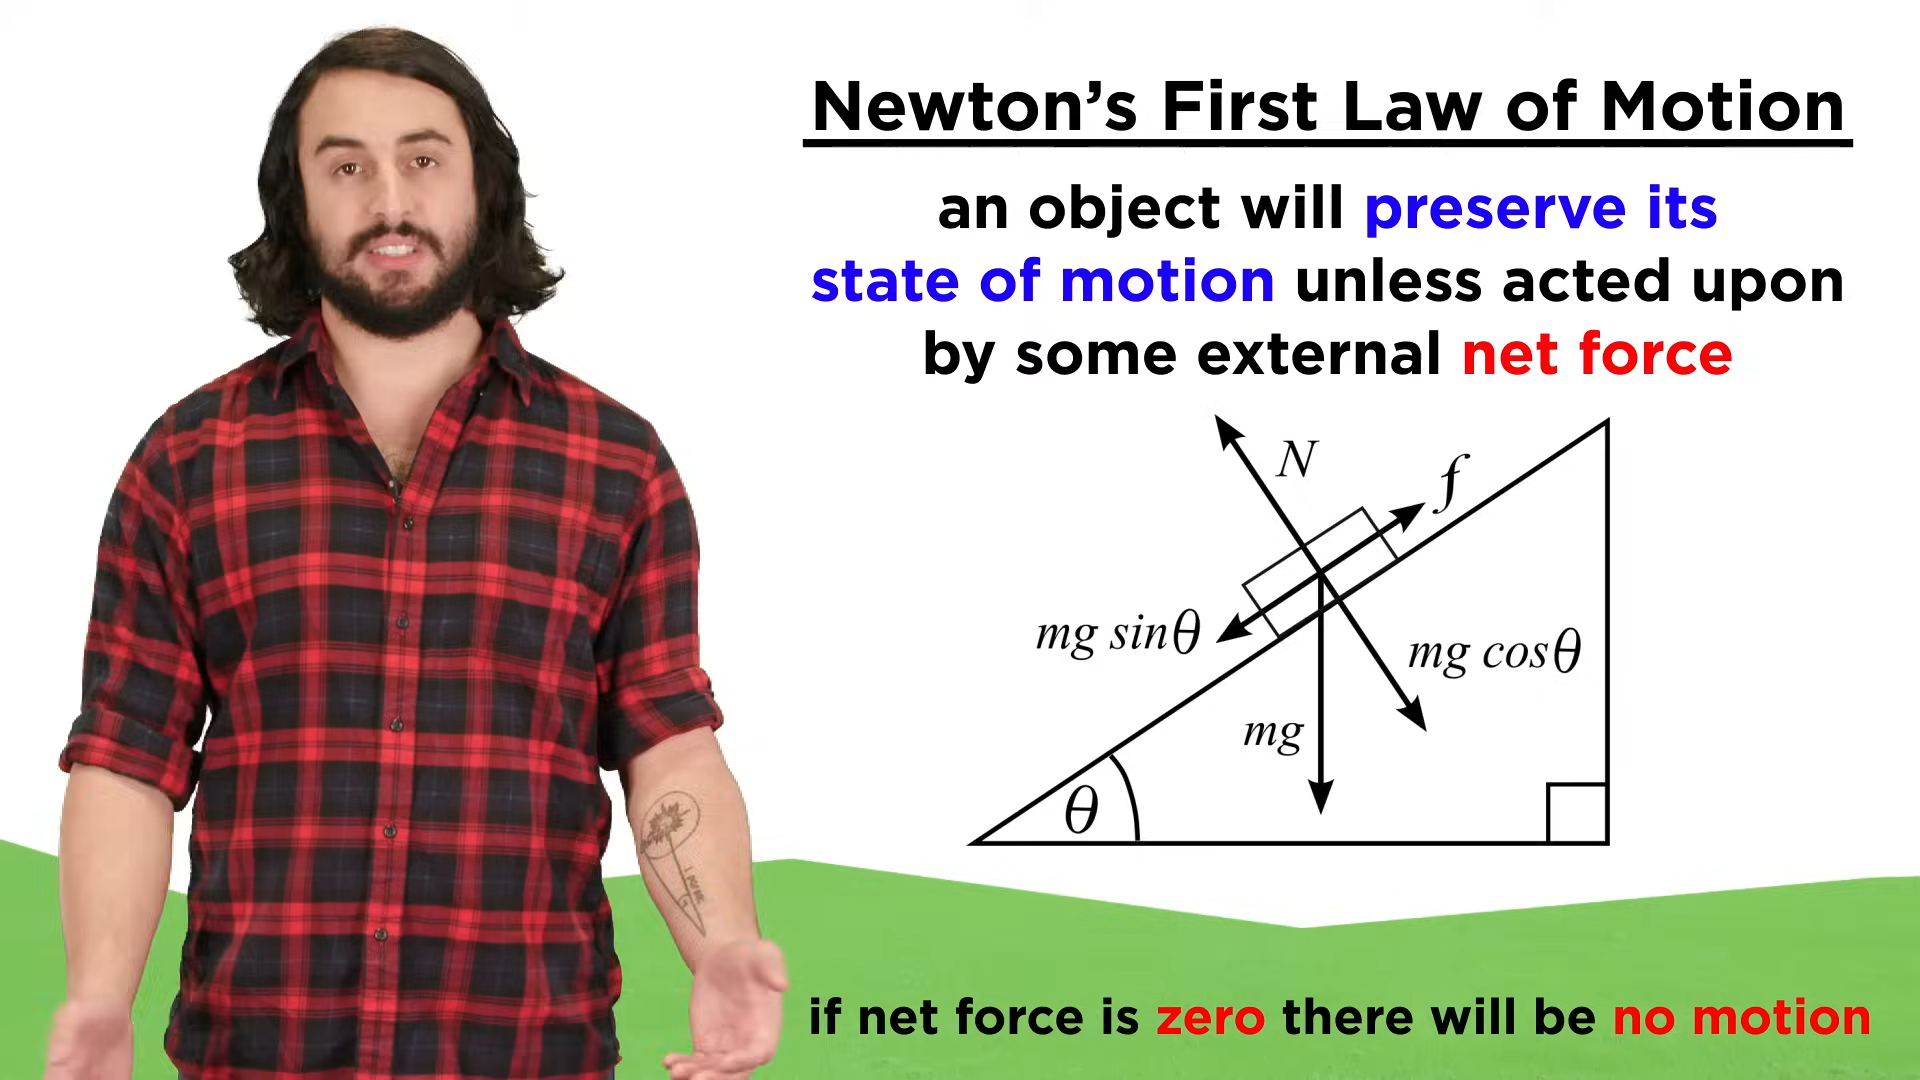 Newton’s First Law of Motion
an object will preserve its
state of motion unless acted upon
by some external net force
N
f
mg sinθ
mg cosθ
mg
θ
if net force is zero there will be no motion